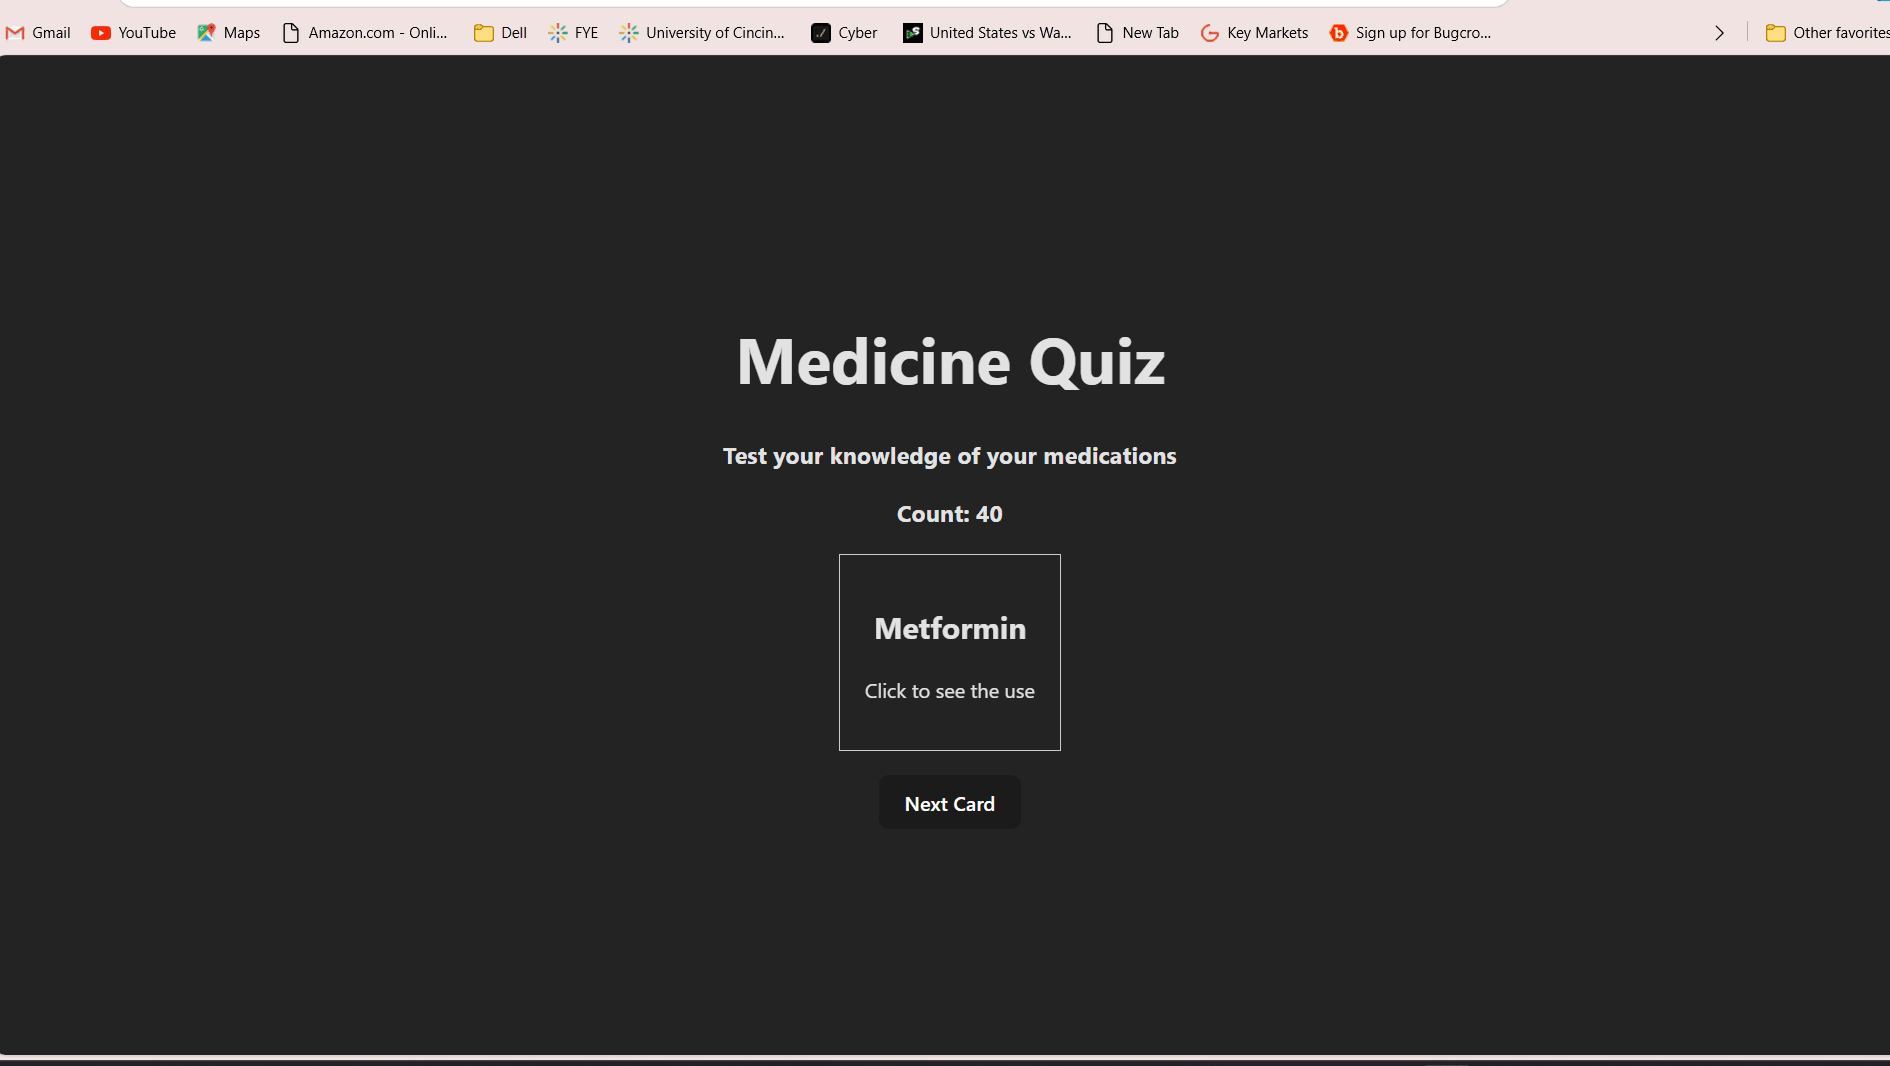 Gmail YouTube Maps Amazon.com - Onli... Dell FYE University of Cincin... Cyber United States vs Wa... New Tab Key Markets Sign up for Bugcro... Other favorites
Medicine Quiz
Test your knowledge of your medications
Count: 40
Metformin
Click to see the use
Next Card